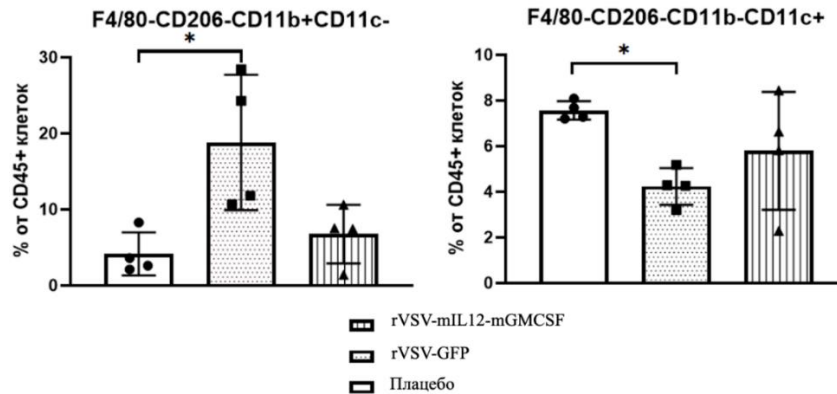 F4/80-CD206-CD11b+CD11c-
*
30
20
10
0
% от CD45+ клеток
F4/80-CD206-CD11b-CD11c+
*
10
8
6
4
2
0
% от CD45+ клеток
rVSV-mIL12-mGMCSF
rVSV-GFP
Плацебо